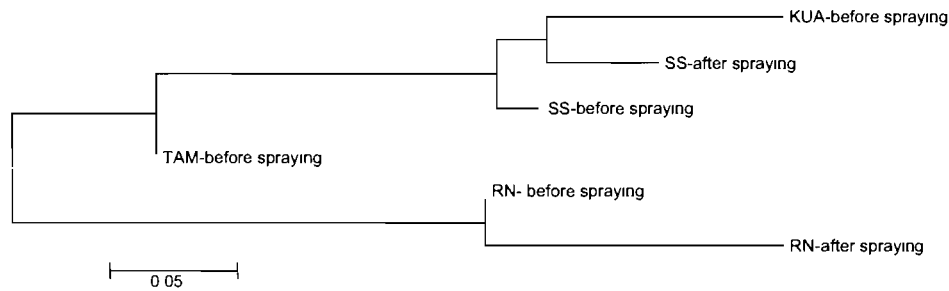 KUA-before spraying
SS-after spraying
SS-before spraying
TAM-before spraying
RN- before spraying
RN-after spraying
0 05